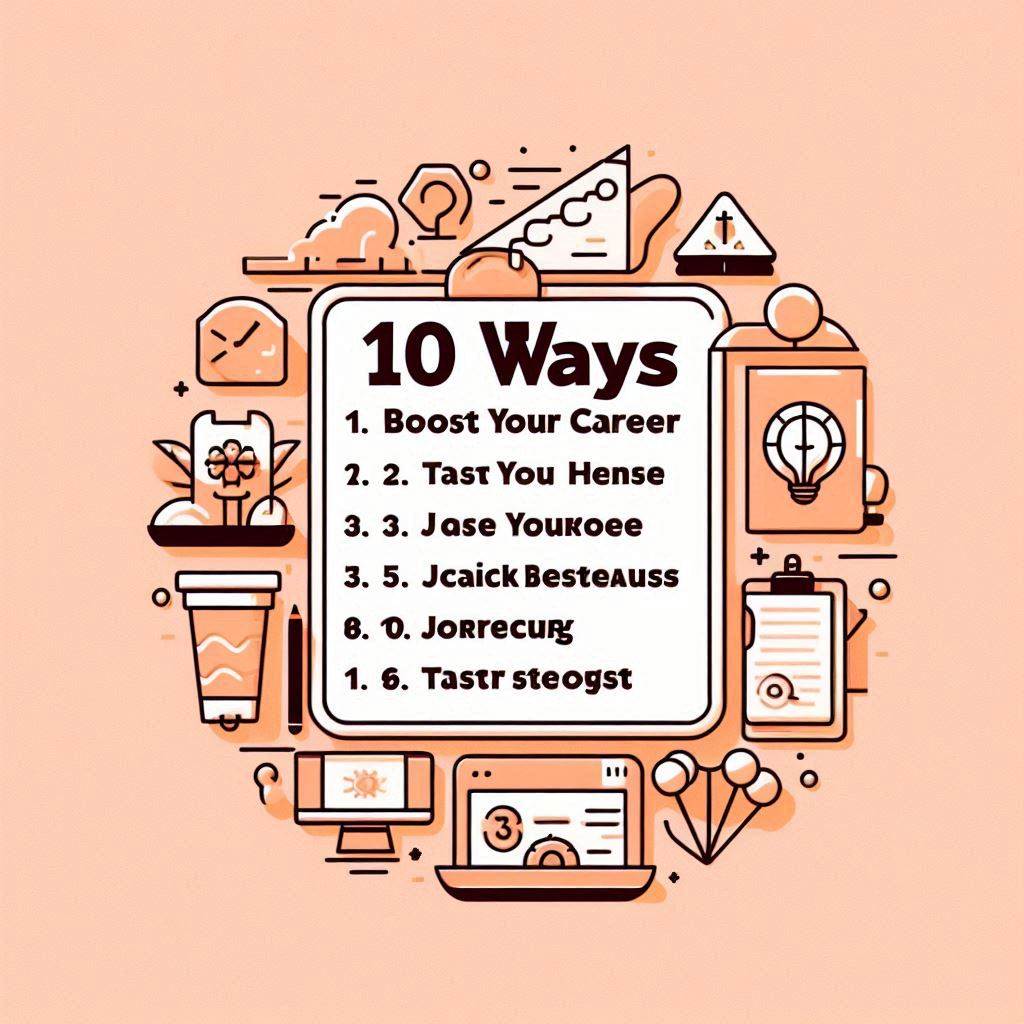 10 Ways
1. Boost Your Career
2. 2. Tast You Hense
3. 3. Jase Youkoee
3. 5. Jcaick Besteauss
8. 0. Jorrecurg
1. 6. Tastr steogst
3